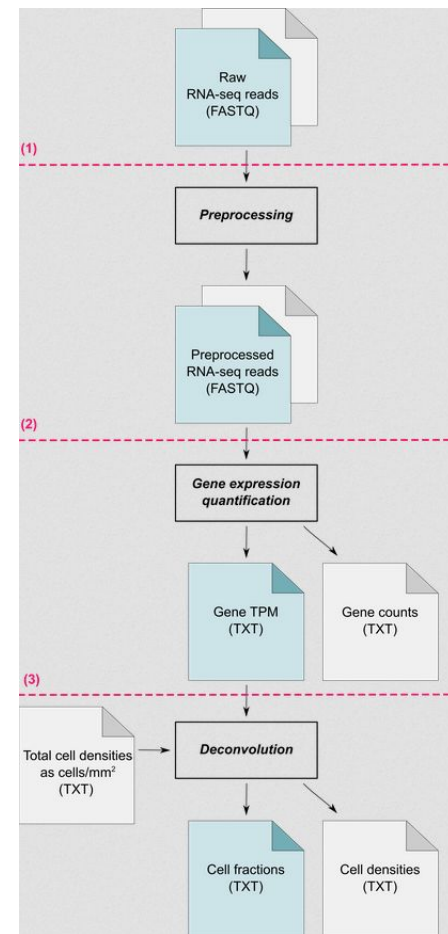 Raw
RNA-seq reads
(FASTQ)
(1)
Preprocessing
Preprocessed
RNA-seq reads
(FASTQ)
(2)
Gene expression
quantification
Gene TPM
(TXT)
Gene counts
(TXT)
(3)
Total cell densities
as cells/mm²
(TXT)
Deconvolution
Cell fractions
(TXT)
Cell densities
(TXT)